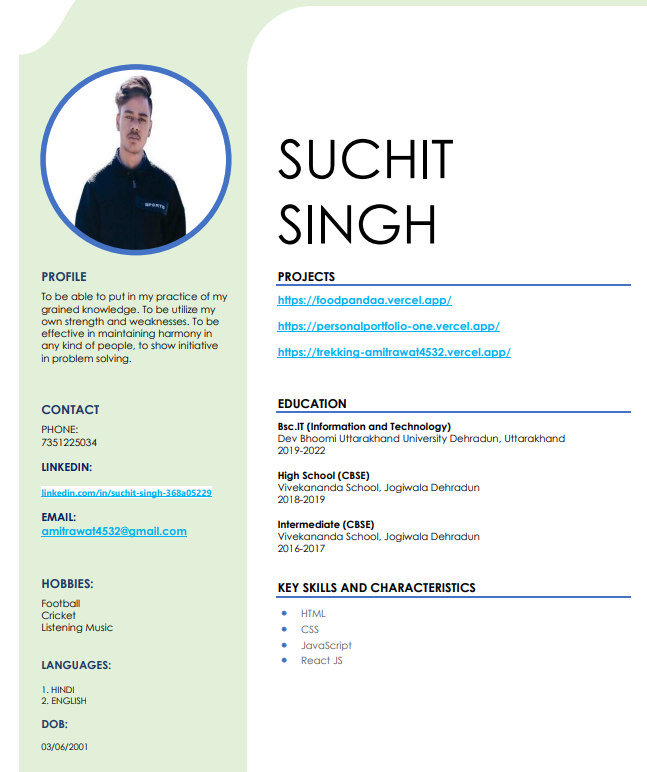 SUCHIT
SINGH
SPORTS
PROFILE
To be able to put in my practice of my
grained knowledge. To be utilize my
own strength and weaknesses. To be
effective in maintaining harmony in
any kind of people, to show initiative
in problem solving.
CONTACT
PHONE:
7351225034
LINKEDIN:
linkedin.com/in/suchit-singh-368a05229
EMAIL:
amitrawat4532@gmail.com
HOBBIES:
Football
Cricket
Listening Music
LANGUAGES:
1. HINDI
2. ENGLISH
DOB:
03/06/2001
PROJECTS
https://foodpandaa.vercel.app/
https://personalportfolio-one.vercel.app/
https://trekking-amitrawat4532.vercel.app/
EDUCATION
Bsc.IT (Information and Technology)
Dev Bhoomi Uttarakhand University Dehradun, Uttarakhand
2019-2022
High School (CBSE)
Vivekananda School, Jogiwala Dehradun
2018-2019
Intermediate (CBSE)
Vivekananda School, Jogiwala Dehradun
2016-2017
KEY SKILLS AND CHARACTERISTICS
HTML
CSS
JavaScript
React JS